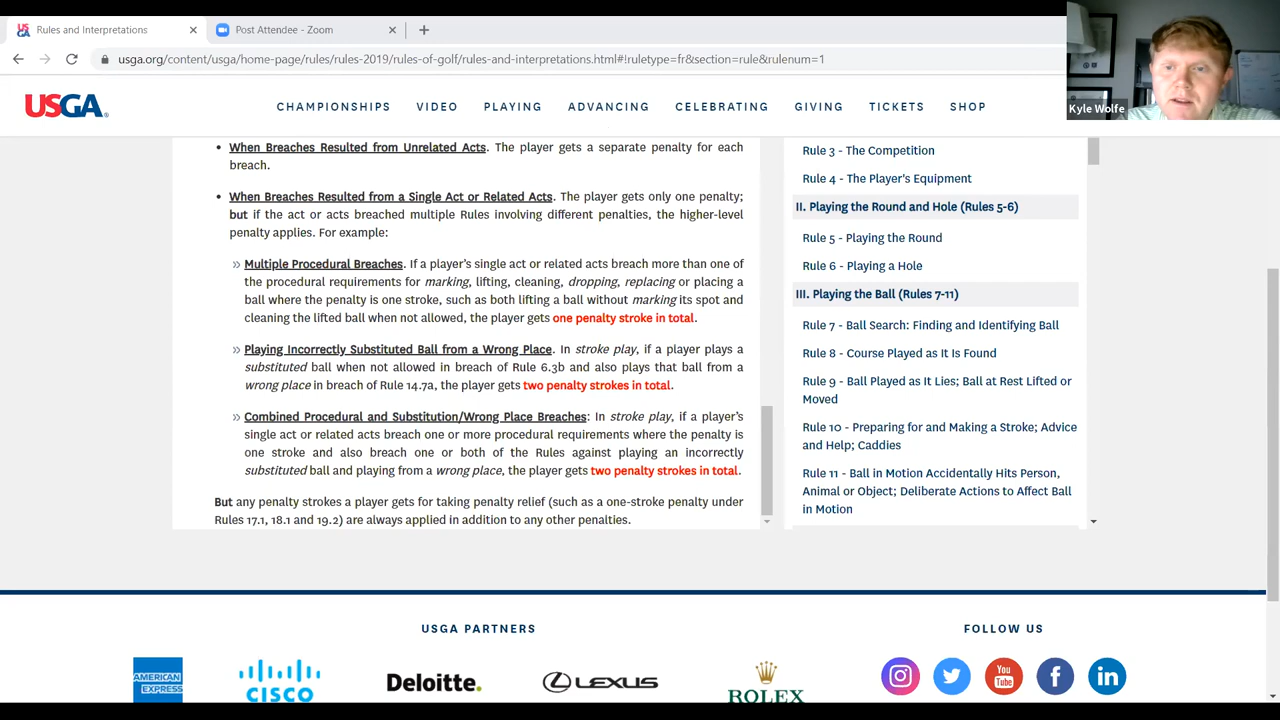 Rules and Interpretations
Post Attendee - Zoom
usga.org/content/usga/home-page/rules/rules-2019/rules-of-golf/rules-and-interpretations.html#!ruletype=fr&section=rule&rulenum=1
Kyle Wolfe
USGA.
CHAMPIONSHIPS VIDEO PLAYING ADVANCING CELEBRATING GIVING TICKETS SHOP
• When Breaches Resulted from Unrelated Acts. The player gets a separate penalty for each
breach.
• When Breaches Resulted from a Single Act or Related Acts. The player gets only one penalty;
but if the act or acts breached multiple Rules involving different penalties, the higher-level
penalty applies. For example:
» Multiple Procedural Breaches. If a player's single act or related acts breach more than one of
the procedural requirements for marking, lifting, cleaning, dropping, replacing or placing a
ball where the penalty is one stroke, such as both lifting a ball without marking its spot and
cleaning the lifted ball when not allowed, the player gets one penalty stroke in total.
» Playing Incorrectly Substituted Ball from a Wrong Place. In stroke play, if a player plays a
substituted ball when not allowed in breach of Rule 6.3b and also plays that ball from a
wrong place in breach of Rule 14.7a, the player gets two penalty strokes in total.
» Combined Procedural and Substitution/Wrong Place Breaches: In stroke play, if a player's
single act or related acts breach one or more procedural requirements where the penalty is
one stroke and also breach one or both of the Rules against playing an incorrectly
substituted ball and playing from a wrong place, the player gets two penalty strokes in total.
But any penalty strokes a player gets for taking penalty relief (such as a one-stroke penalty under
Rules 17.1, 18.1 and 19.2) are always applied in addition to any other penalties.
Rule 3 - The Competition
Rule 4 - The Player's Equipment
II. Playing the Round and Hole (Rules 5-6)
Rule 5 - Playing the Round
Rule 6 - Playing a Hole
III. Playing the Ball (Rules 7-11)
Rule 7 - Ball Search: Finding and Identifying Ball
Rule 8 - Course Played as It Is Found
Rule 9 - Ball Played as It Lies; Ball at Rest Lifted or
Moved
Rule 10 - Preparing for and Making a Stroke; Advice
and Help; Caddies
Rule 11 - Ball in Motion Accidentally Hits Person,
Animal or Object; Deliberate Actions to Affect Ball
in Motion
USGA PARTNERS
FOLLOW US
AMERICAN
EXPRESS
CISCO
Deloitte.
LEXUS
ROLEX
You
Tube